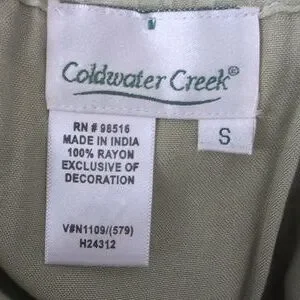 Coldwater Creek®
S
RN # 98516
MADE IN INDIA
100% RAYON
EXCLUSIVE OF
DECORATION
V#N1109/(579)
H24312